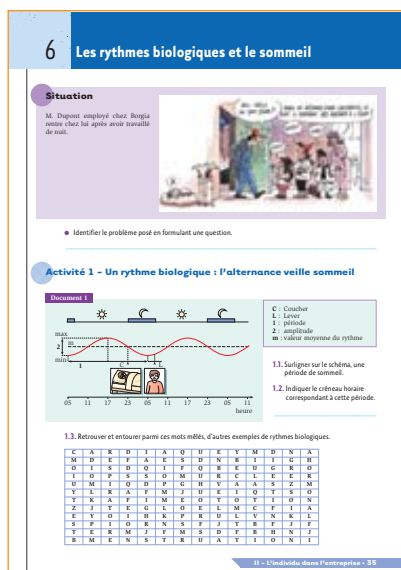 6 Les rythmes biologiques et le sommeil
Situation
M. Dupont employé chez Borgia
rentre chez lui après avoir travaillé
de nuit.
● Identifier le problème posé en formulant une question.
Activité 1 – Un rythme biologique : l'alternance veille sommeil
Document 1
max
m
2
min
1
C
L
05 11 17 23 05 11 17 23 05 11
heure
C : Coucher
L : Lever
1 : période
2 : amplitude
m : valeur moyenne du rythme
1.1. Surligner sur le schéma, une
période de sommeil.
1.2. Indiquer le créneau horaire
correspondant à cette période.
1.3. Retrouver et entourer parmi ces mots mêlés, d'autres exemples de rythmes biologiques.
C A R D I A Q U E Y M D N A
M D E F A E S D N B I I G H
O I S D Q I F Q B E U G R O
I O P S S O M U R C L E E R
U M I Q D P G H V A A S Z M
Y L R A F M J U E I Q T S O
T K A F I M E O T O T I O N
Z J T E G L O E L M C F I A
E Y O I H K P R U L V N K L
S P I O R N S F J T B F J F
T E R M J F M S D F B H N J
B M E N S T R U A T I O N I
II – L'individu dans l'entreprise - 35